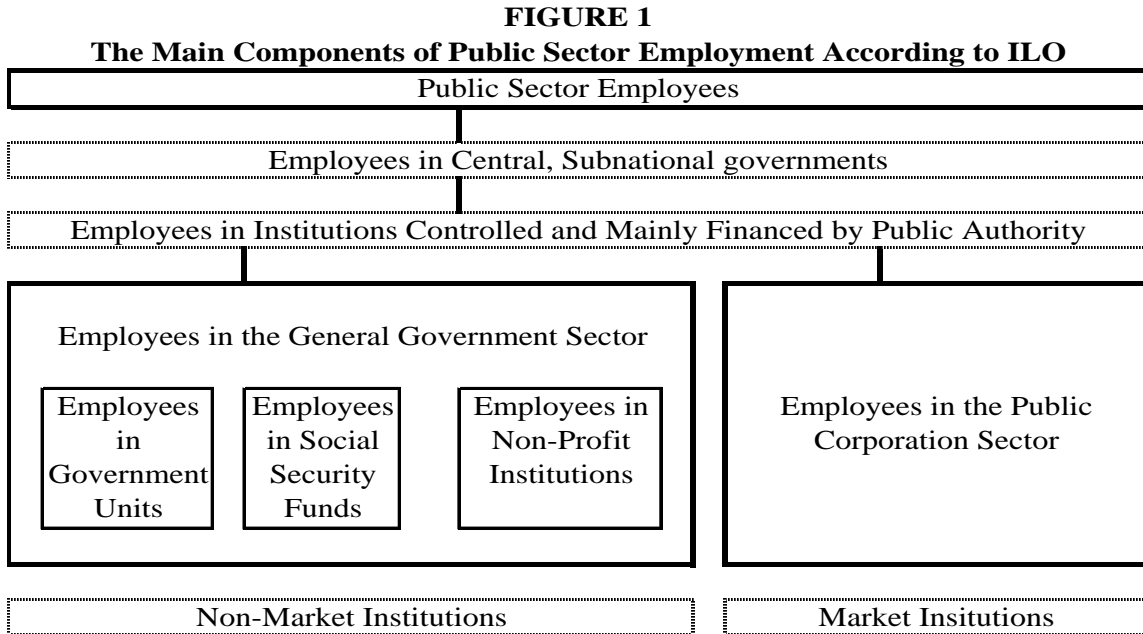 FIGURE 1
The Main Components of Public Sector Employment According to ILO
Public Sector Employees
Employees in Central, Subnational governments
Employees in Institutions Controlled and Mainly Financed by Public Authority
Employees in the General Government Sector
Employees
in
Government
Units
Employees
in Social
Security
Funds
Employees in
Non-Profit
Institutions
Employees in the Public
Corporation Sector
Non-Market Institutions
Market Insitutions